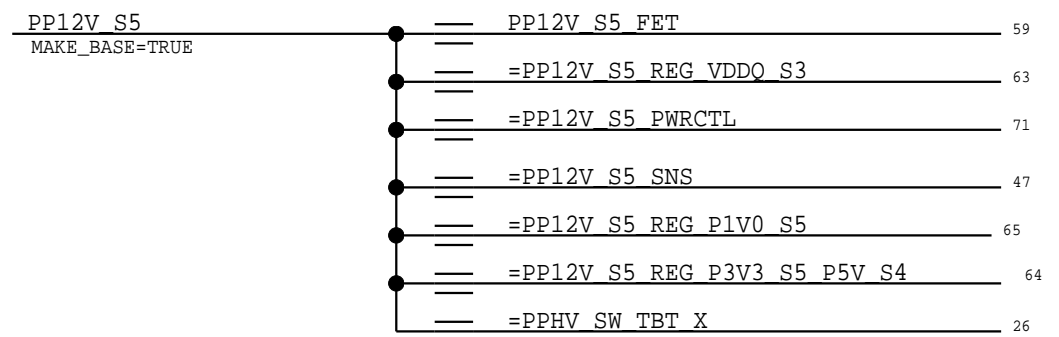 PP12V_S5
MAKE_BASE=TRUE
PP12V_S5_FET 59
=PP12V_S5_REG_VDDQ_S3 63
=PP12V_S5_PWRCTL 71
=PP12V_S5_SNS 47
=PP12V_S5_REG_P1V0_S5 65
=PP12V_S5_REG_P3V3_S5_P5V_S4 64
=PPHV_SW_TBT_X 26